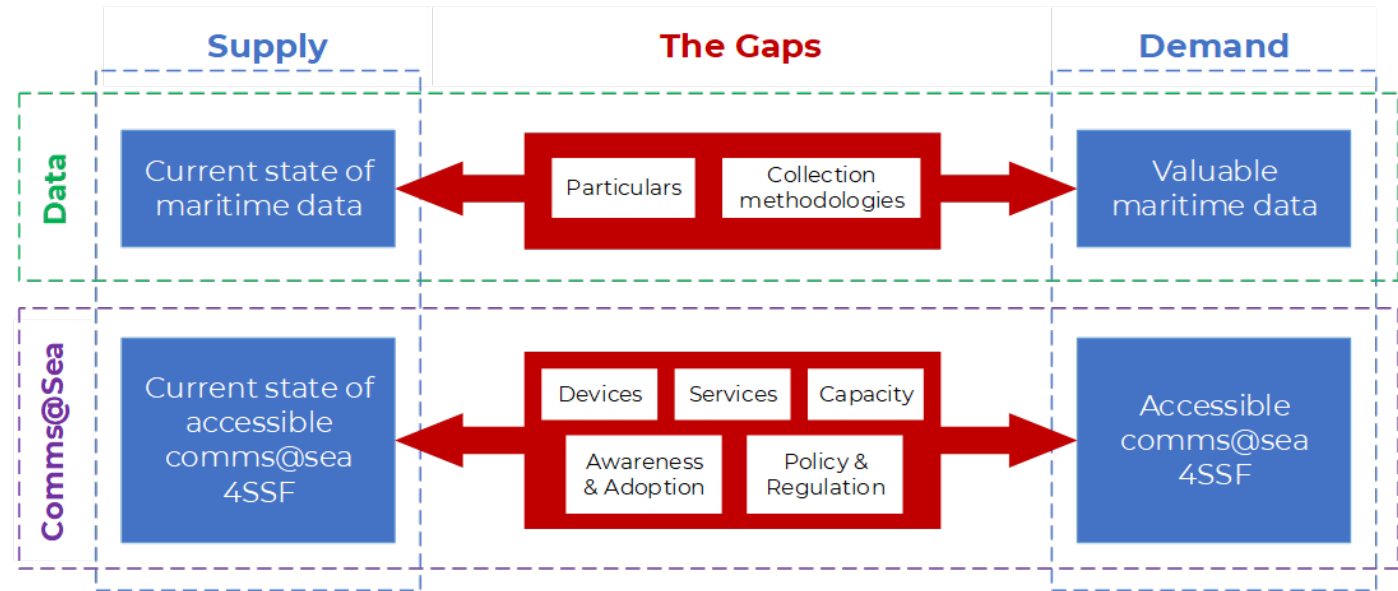 Supply
The Gaps
Demand
Data
Current state of
maritime data
Particulars
Collection
methodologies
Valuable
maritime data
Comms@Sea
Current state of
accessible
comms@sea
4SSF
Devices
Services
Capacity
Awareness
& Adoption
Policy &
Regulation
Accessible
comms@sea
4SSF